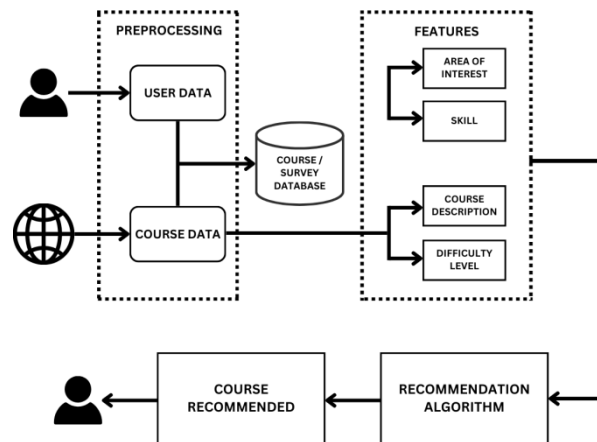 PREPROCESSING
FEATURES
USER DATA
AREA OF
INTEREST
SKILL
COURSE /
SURVEY
DATABASE
COURSE DATA
COURSE
DESCRIPTION
DIFFICULTY
LEVEL
COURSE
RECOMMENDED
RECOMMENDATION
ALGORITHM